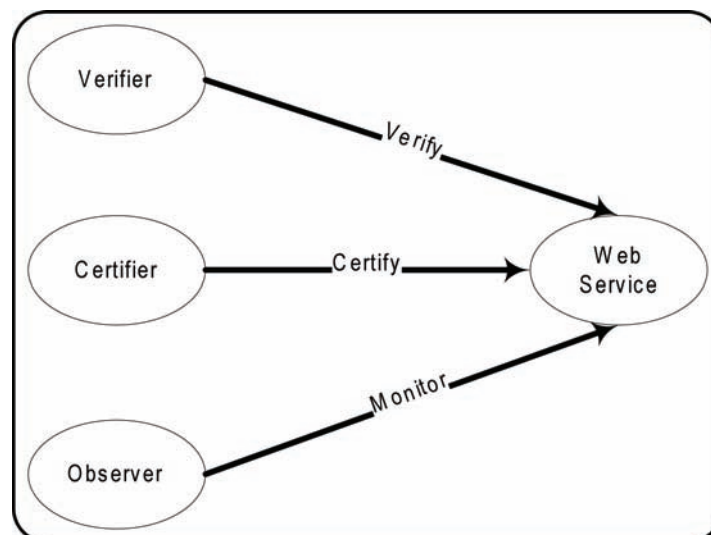 Verifier
Verify
Certifier
Certify
Web
Service
Monitor
Observer